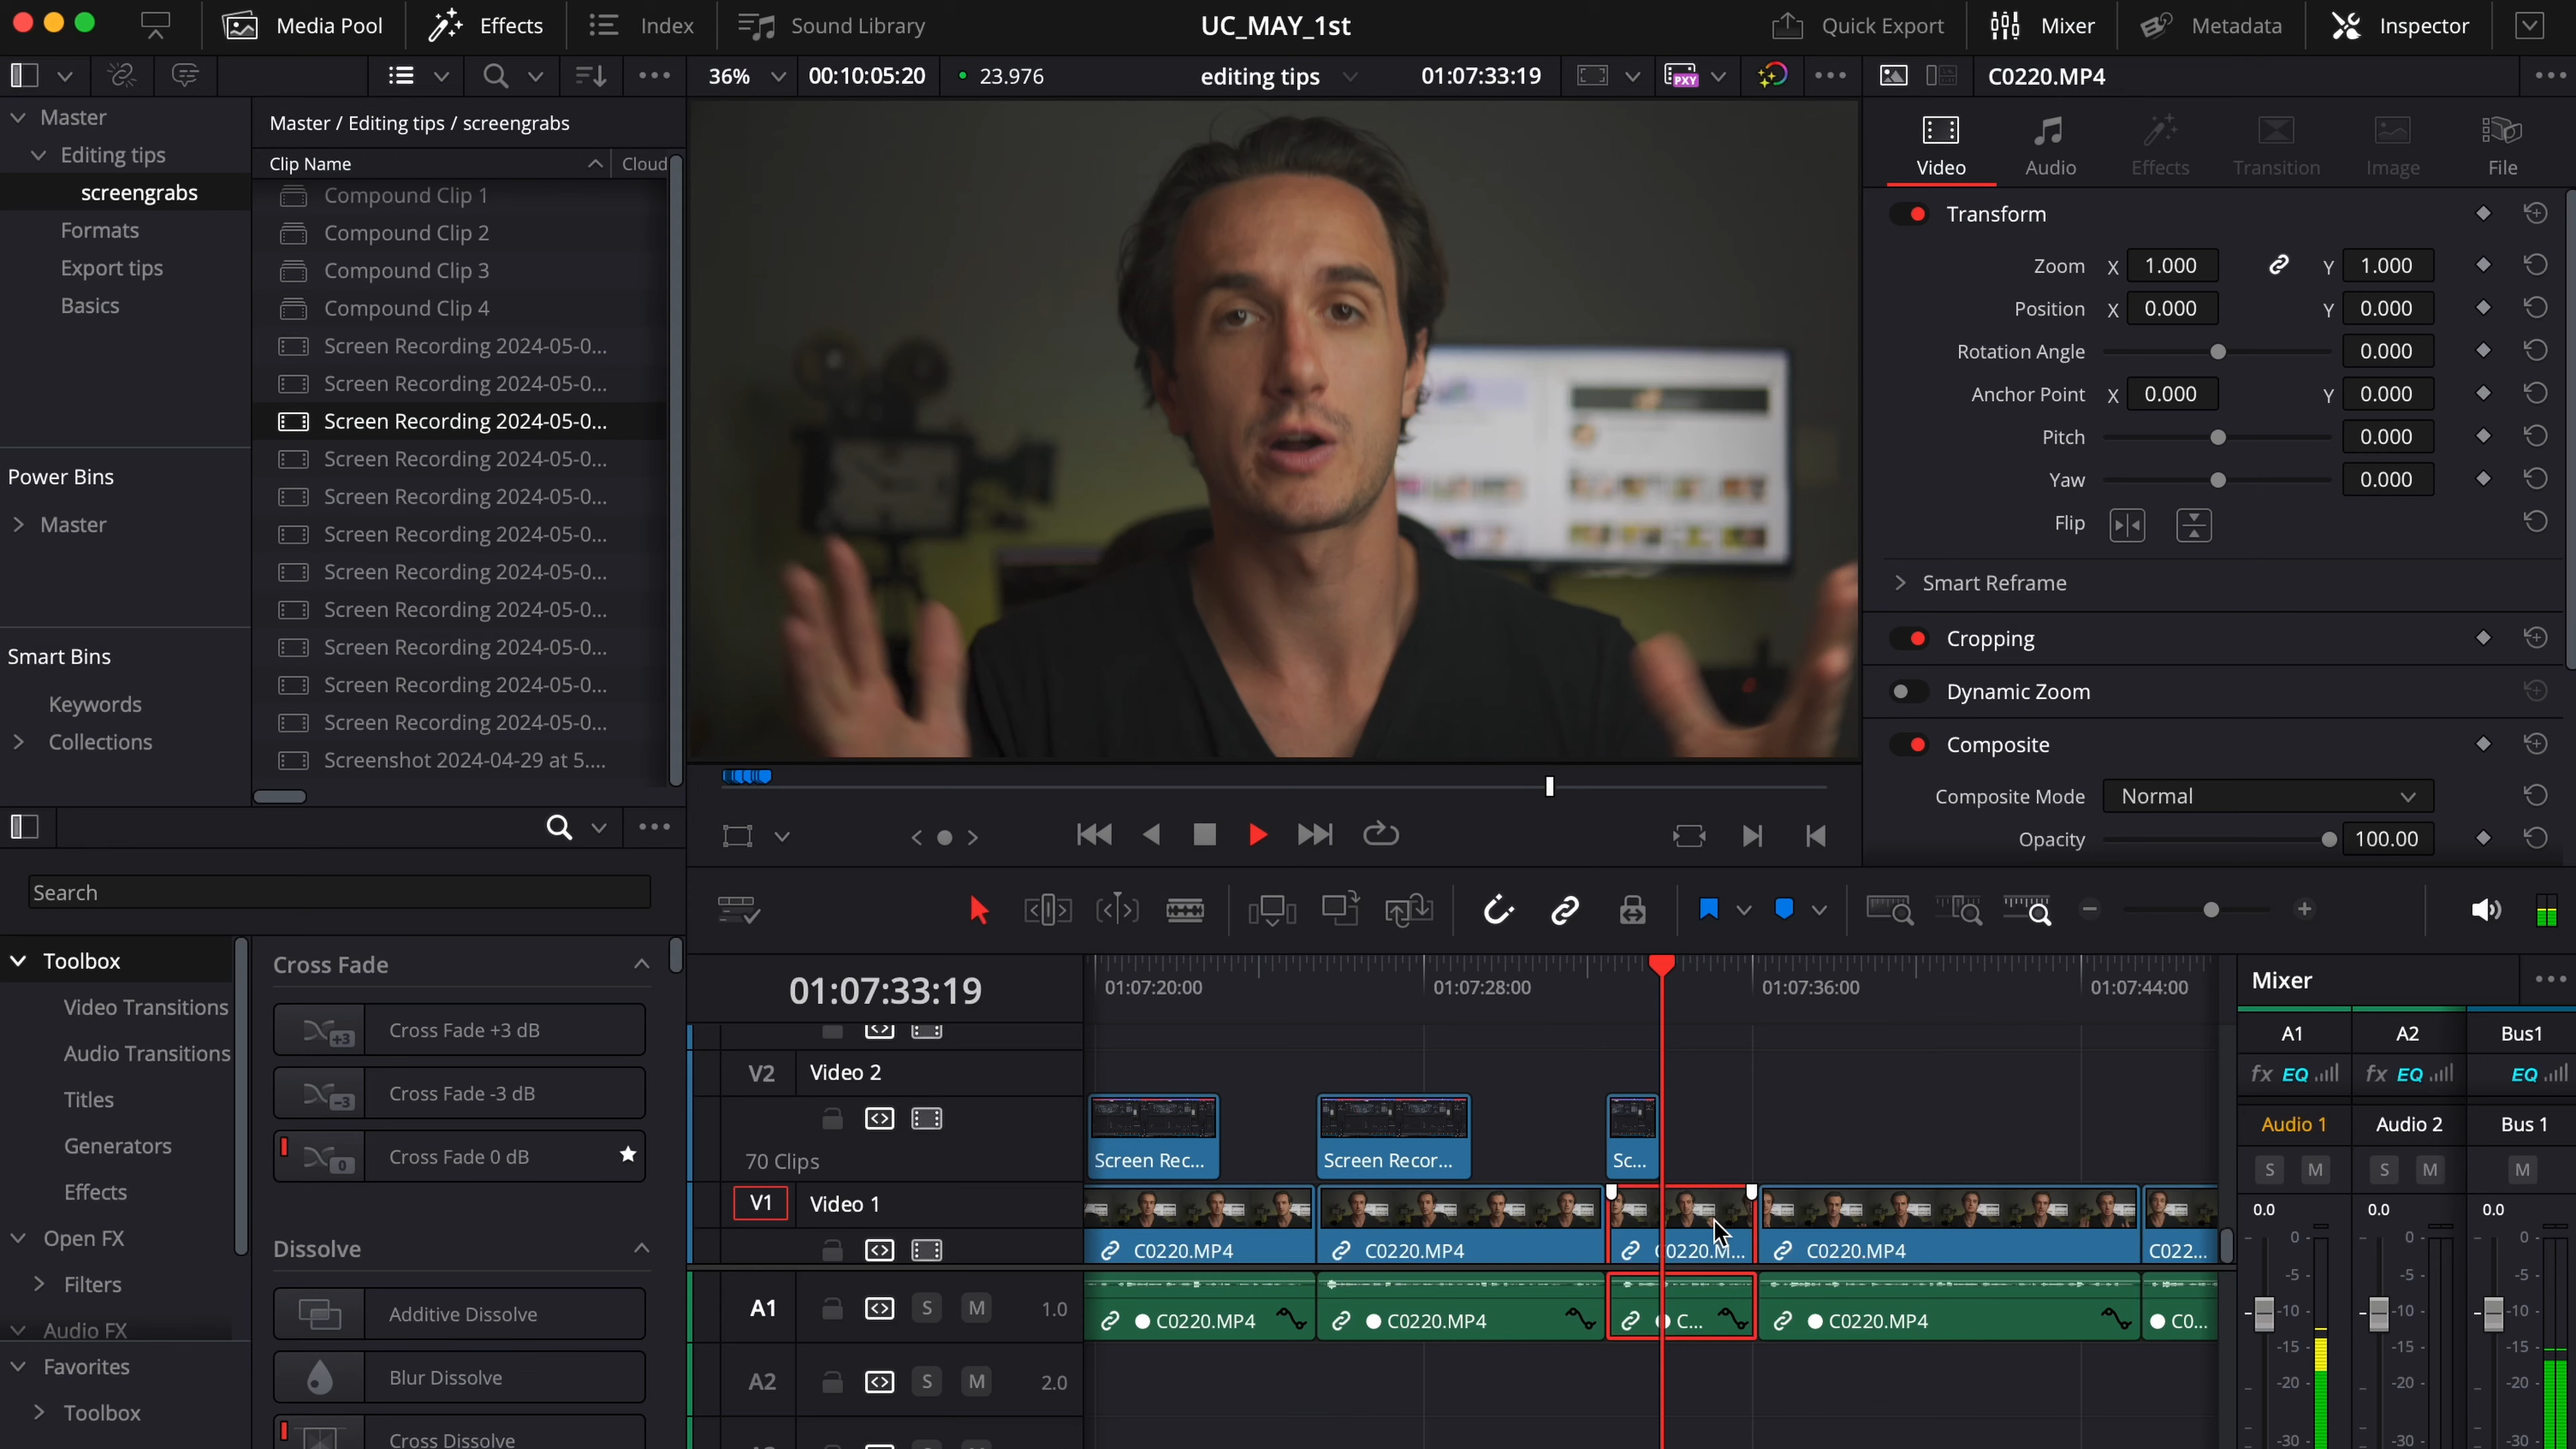 Media Pool
Effects
Index
Sound Library
UC_MAY_1st
Quick Export
Mixer
Metadata
Inspector
36%
00:10:05:20
23.976
editing tips
01:07:33:19
PXY
C0220.MP4
Master
Editing tips
screengrabs
Formats
Export tips
Basics
Power Bins
Master
Smart Bins
Keywords
Collections
Master / Editing tips / screengrabs
Clip Name
Cloud
Compound Clip 1
Compound Clip 2
Compound Clip 3
Compound Clip 4
Screen Recording 2024-05-0...
Screen Recording 2024-05-0...
Screen Recording 2024-05-0...
Screen Recording 2024-05-0...
Screen Recording 2024-05-0...
Screen Recording 2024-05-0...
Screen Recording 2024-05-0...
Screen Recording 2024-05-0...
Screen Recording 2024-05-0...
Screen Recording 2024-05-0...
Screen Recording 2024-05-0...
Screenshot 2024-04-29 at 5....
Video
Audio
Effects
Transition
Image
File
Transform
Zoom X 1.000 Y 1.000
Position X 0.000 Y 0.000
Rotation Angle 0.000
Anchor Point X 0.000 Y 0.000
Pitch 0.000
Yaw 0.000
Flip
Smart Reframe
Cropping
Dynamic Zoom
Composite
Composite Mode Normal
Opacity 100.00
Search
Toolbox
Video Transitions
Audio Transitions
Titles
Generators
Effects
Open FX
Filters
Audio FX
Favorites
Toolbox
Cross Fade
+3 Cross Fade +3 dB
-3 Cross Fade -3 dB
0 Cross Fade 0 dB
Dissolve
Additive Dissolve
Blur Dissolve
Cross Dissolve
01:07:33:19
01:07:20:00
01:07:28:00
01:07:36:00
01:07:44:00
V2 Video 2
70 Clips
Screen Rec...
Screen Recor...
Sc...
V1 Video 1
C0220.MP4
C0220.MP4
C0220.M...
C0220.MP4
C022...
A1 S M 1.0
C0220.MP4
C0220.MP4
C...
C0220.MP4
C0...
A2 S M 2.0
Mixer
A1 A2 Bus1
fx EQ fx EQ EQ
Audio 1 Audio 2 Bus 1
S M S M M
0.0 0.0 0.0
0 0 0
-5 -5 -5
-10 -10 -10
-15 -15 -15
-20 -20 -20
-30 -30 -30